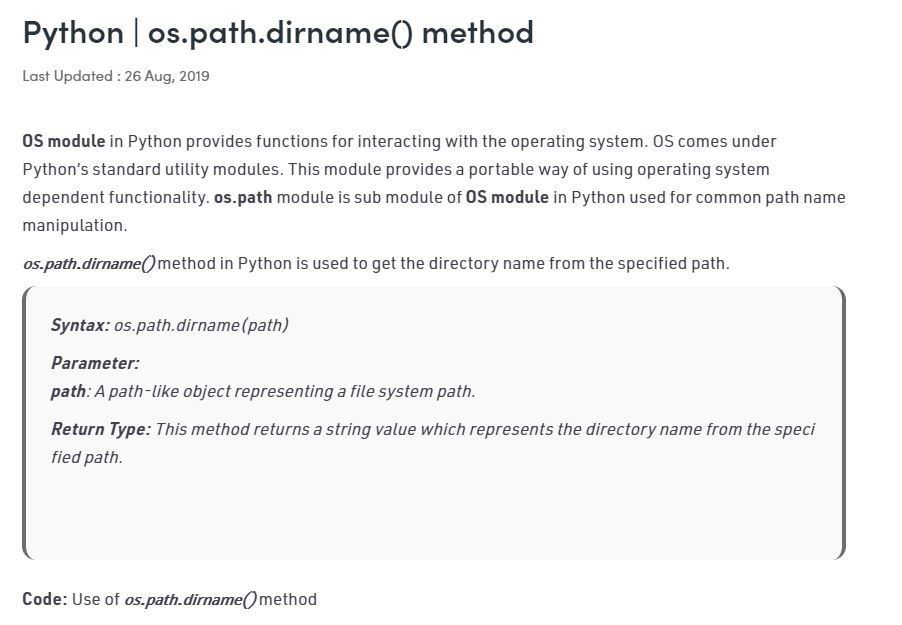 Python | os.path.dirname() method
Last Updated : 26 Aug, 2019
OS module in Python provides functions for interacting with the operating system. OS comes under
Python's standard utility modules. This module provides a portable way of using operating system
dependent functionality. os.path module is sub module of OS module in Python used for common path name
manipulation.
os.path.dirname() method in Python is used to get the directory name from the specified path.
Syntax: os.path.dirname(path)
Parameter:
path: A path-like object representing a file system path.
Return Type: This method returns a string value which represents the directory name from the speci
fied path.
Code: Use of os.path.dirname() method